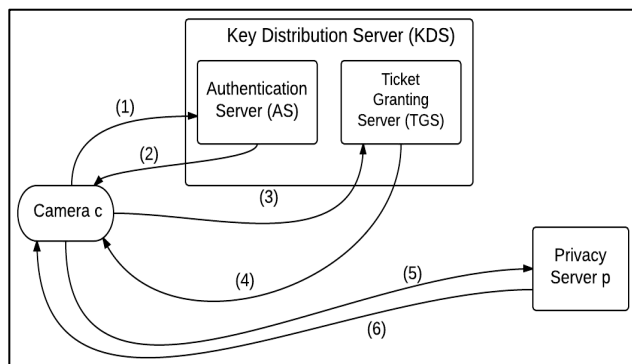 Key Distribution Server (KDS)
Authentication
Server (AS)
Ticket
Granting
Server (TGS)
(1)
(2)
(3)
Camera c
(4)
(5)
Privacy
Server p
(6)